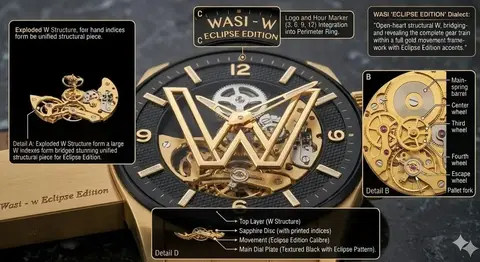 Exploded W Structure, for hand indices
form be unified structural piece.
Detail A: Exploded W Structure form a large
W indexes form bridged stunning unified
structural piece for Eclipse Edition.
C
C
WASI - W
ECLIPSE EDITION
Logo and Hour Marker
(3, 6, 9, 12) Integration
into Perimeter Ring.
WASI 'ECLIPSE EDITION' Dialect:
"Open-heart structural W, bridging-
and revealing the complete gear train
within a full gold movement frame-
work with Eclipse Edition accents."
12
W
B
Main-
spring
barrel
Center
wheel
Third
wheel
Fourth
wheel
Escape
wheel
Pallet fork
Detail B
Wasi - w Eclipse Edition
Top Layer (W Structure)
Sapphire Disc (with printed indices)
Movement (Eclipse Edition Calibre)
Main Dial Plate (Textured Black with Eclipse Pattern).
Detail D